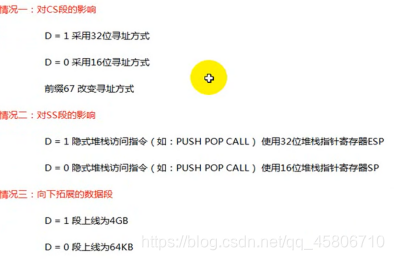 情况一：对CS段的影响
D = 1 采用32位寻址方式
D = 0 采用16位寻址方式
前缀67 改变寻址方式
情况二：对SS段的影响
D = 1 隐式堆栈访问指令（如：PUSH POP CALL） 使用32位堆栈指针寄存器ESP
D = 0 隐式堆栈访问指令（如：PUSH POP CALL） 使用16位堆栈指针寄存器SP
情况三：向下拓展的数据段
D = 1 段上线为4GB
D = 0 段上线为64KB
https://blog.csdn.net/qq_45806710